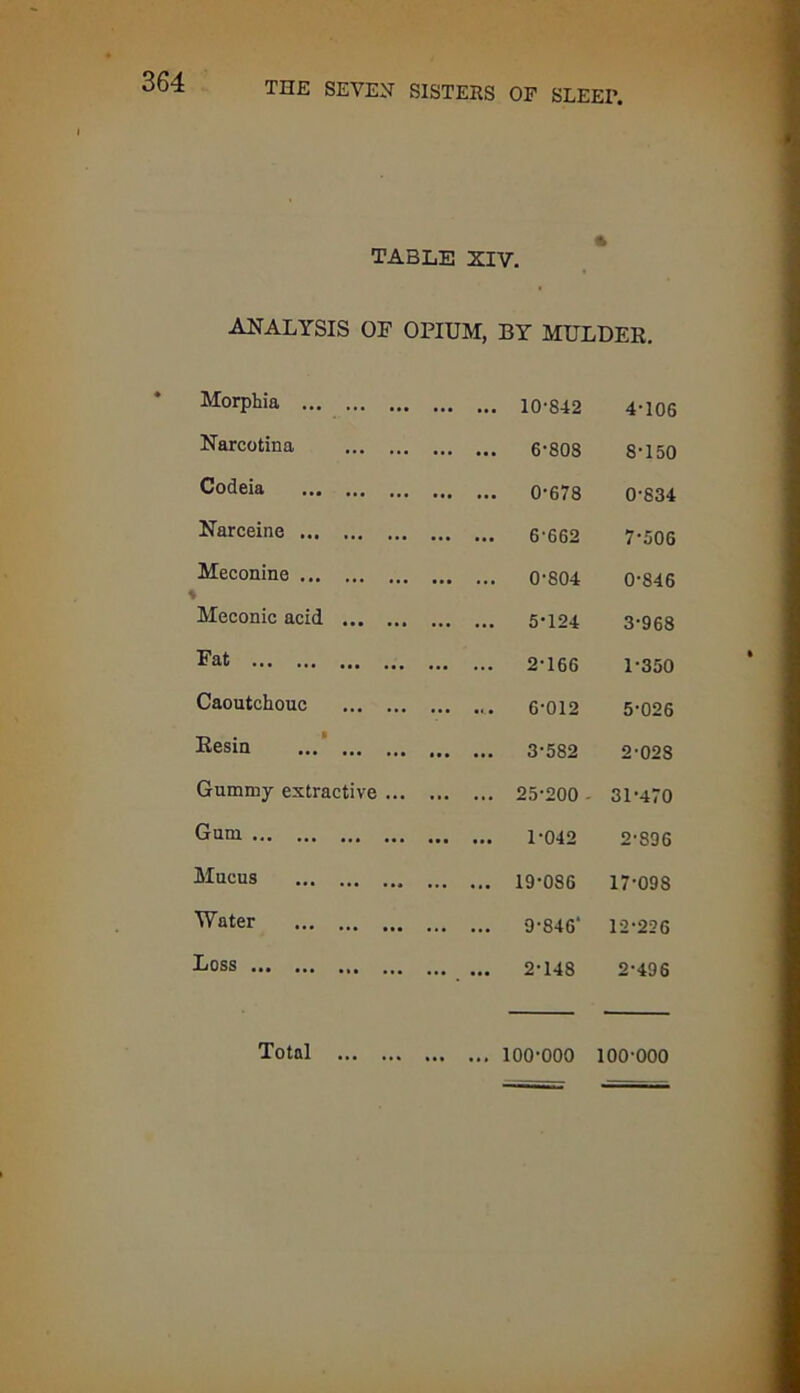 364 THE SEVEN SISTERS OF SLEEP.
TABLE XIV.
ANALYSIS OF OPIUM, BY MULDER.
Morphia ... ... ... ... ... 10·842 4·106
Narcotina ... ... ... ... 6·808 8·150
Codeia ... ... ... ... ... 0·678 0·834
Narceine ... ... ... ... ... 6·662 7·506
Meconine ... ... ... ... ... 0·804 0·846
Meconic acid ... ... ... ... 5·124 3·968
Fat ... ... ... ... ... ... 2·166 1·350
Caoutchouc ... ... ... ... 6·012 5·026
Resin ... ... ... ... ... 3·582 2·028
Gummy extractive ... ... ... 25·200 31·470
Gum ... ... ... ... ... ... 1·042 2·896
Mucus ... ... ... ... ... 19·086 17·098
Water ... ... ... ... ... 9·846 12·226
Loss ... ... ... ... ... ... 2·148 2·496
Total ... ... ... ... 100·000 100·000